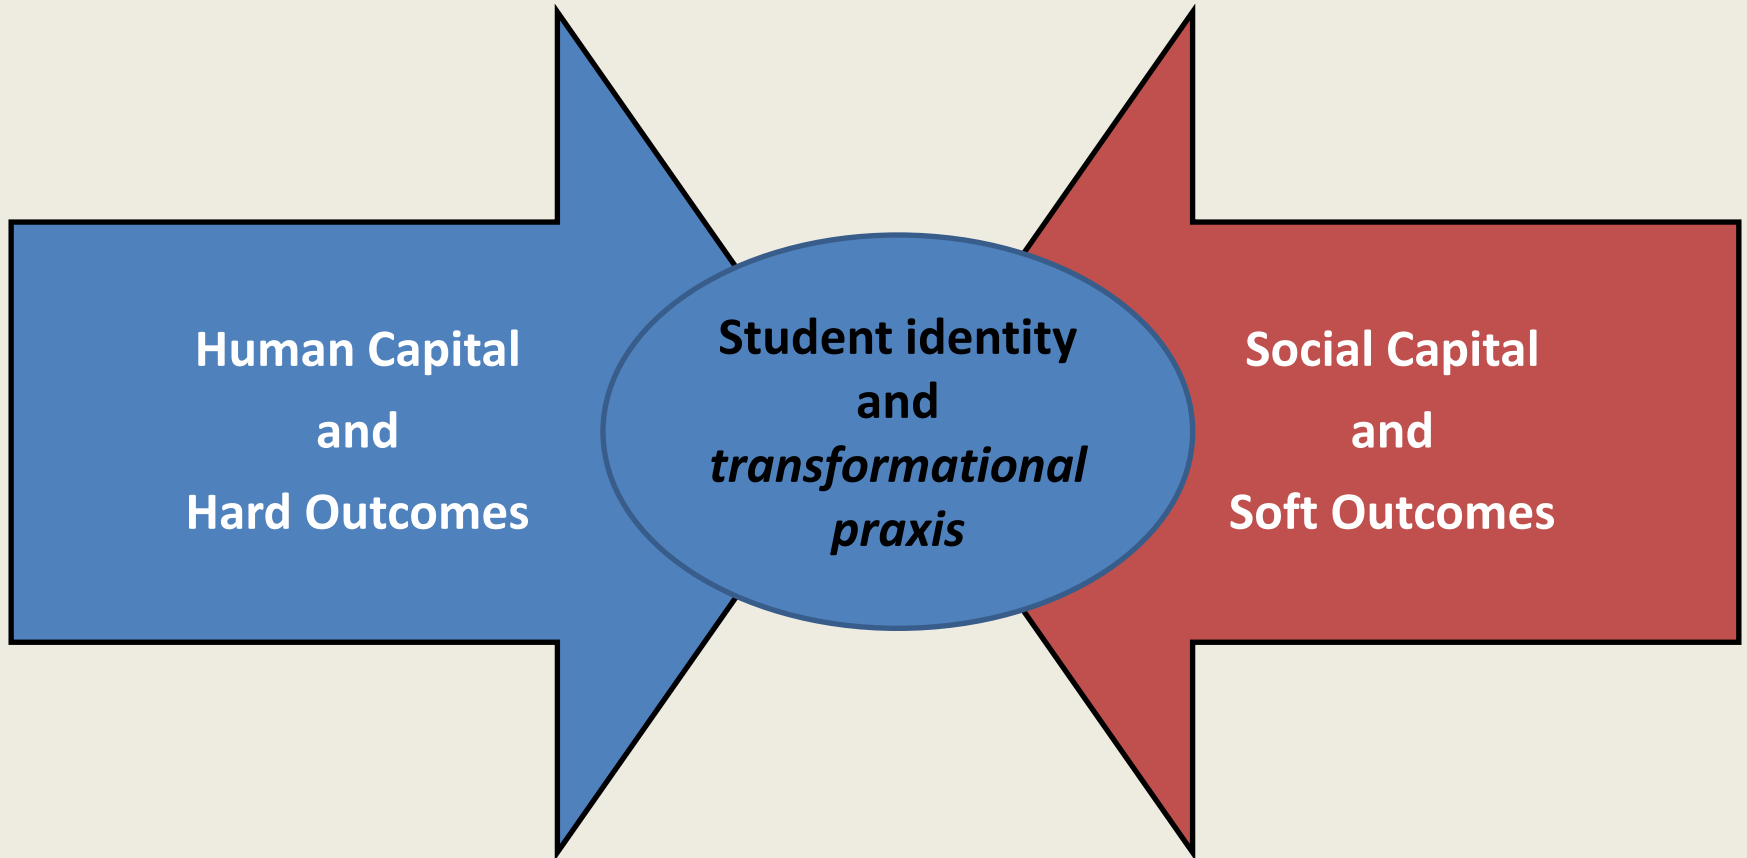 Human Capital
and
Hard Outcomes
Student identity
and
transformational
praxis
Social Capital
and
Soft Outcomes